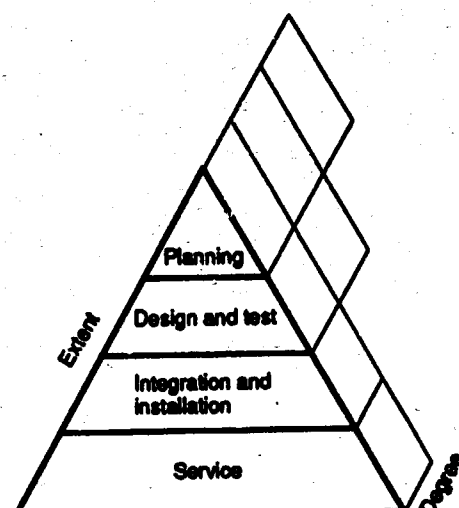 Planning
Extent
Design and test
Integration and
installation
Service
Degree